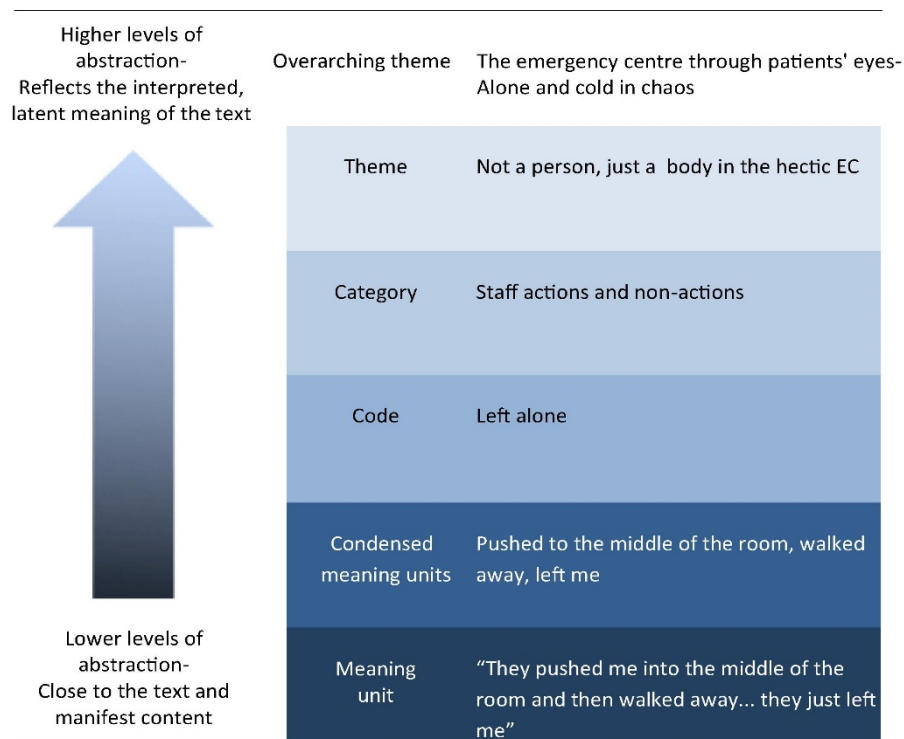 Higher levels of
abstraction-
Reflects the interpreted,
latent meaning of the text
Overarching theme
The emergency centre through patients' eyes-
Alone and cold in chaos
Theme
Not a person, just a body in the hectic EC
Category
Staff actions and non-actions
Code
Left alone
Condensed
meaning units
Pushed to the middle of the room, walked
away, left me
Lower levels of
abstraction-
Close to the text and
manifest content
Meaning
unit
“They pushed me into the middle of the
room and then walked away... they just left
me”